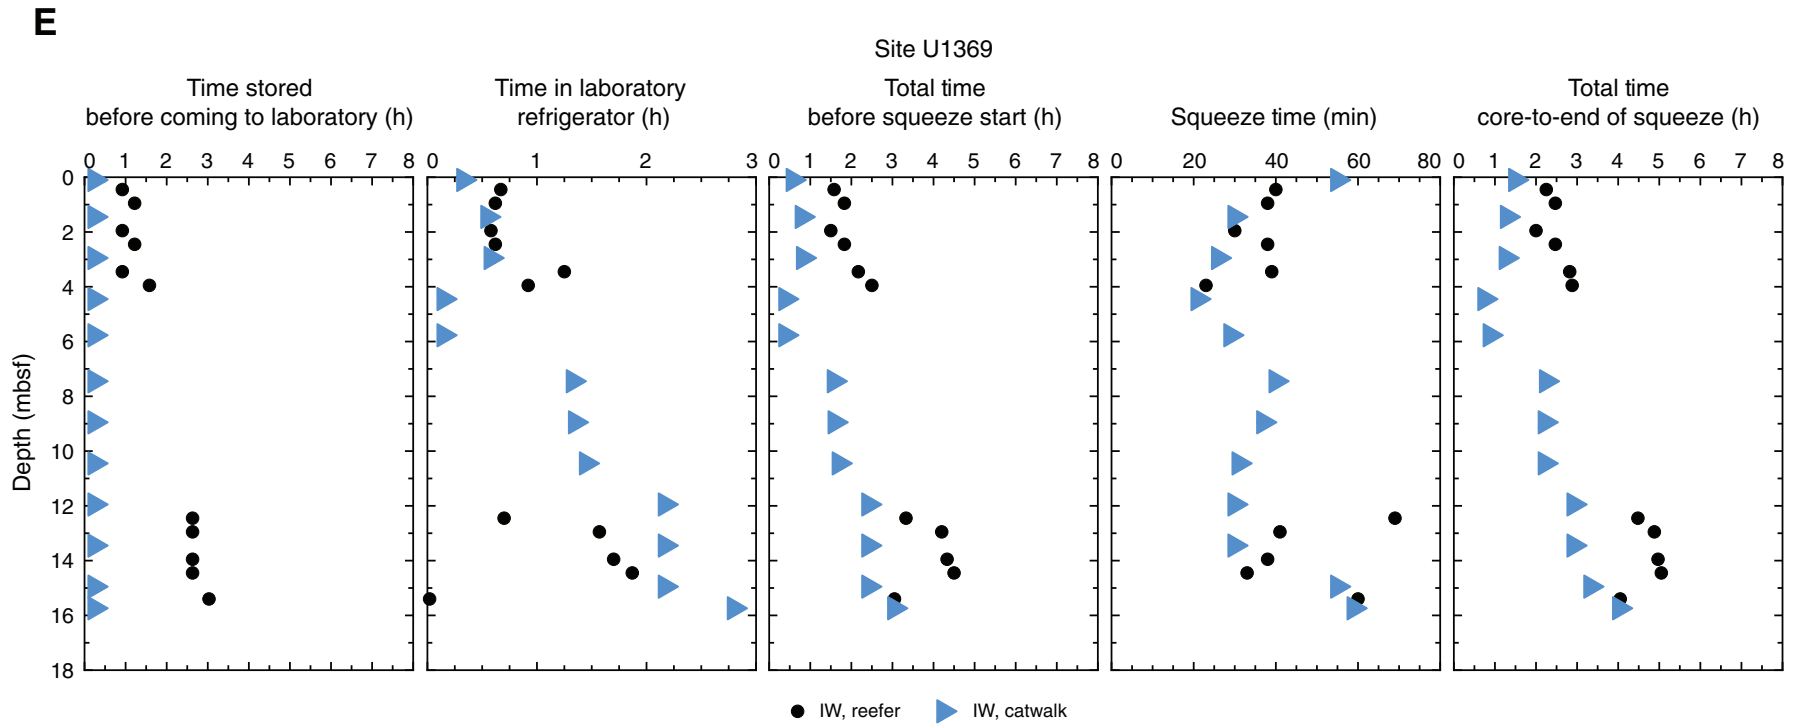 E
Site U1369
Time stored
before coming to laboratory (h)
Time in laboratory
refrigerator (h)
Total time
before squeeze start (h)
Squeeze time (min)
Total time
core-to-end of squeeze (h)
0 1 2 3 4 5 6 7 8
0 1 2 3
0 1 2 3 4 5 6 7 8
0 20 40 60 80
0 1 2 3 4 5 6 7 8
0
2
4
6
8
10
12
14
16
18
Depth (mbsf)
IW, reefer
IW, catwalk